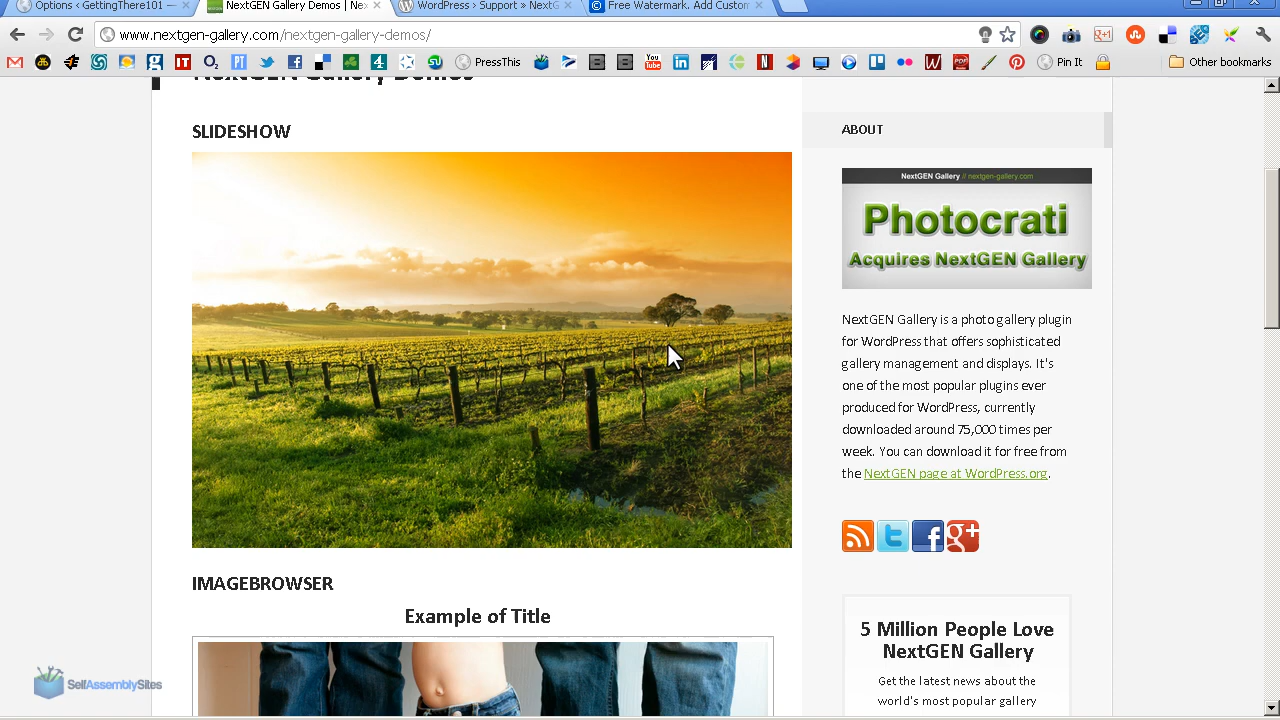 Options ‹ GettingThere101 —
NextGEN Gallery Demos | Nex
WordPress › Support » NextG
Free Watermark. Add Custom
www.nextgen-gallery.com/nextgen-gallery-demos/
PressThis
Pin It
Other bookmarks
NextGEN Gallery Demos
SLIDESHOW
ABOUT
NextGEN Gallery // nextgen-gallery.com
Photocrati
Acquires NextGEN Gallery
NextGEN Gallery is a photo gallery plugin
for WordPress that offers sophisticated
gallery management and displays. It's
one of the most popular plugins ever
produced for WordPress, currently
downloaded around 75,000 times per
week. You can download it for free from
the NextGEN page at WordPress.org.
IMAGEBROWSER
Example of Title
5 Million People Love
NextGEN Gallery
Get the latest news about the
world's most popular gallery
SelfAssemblySites